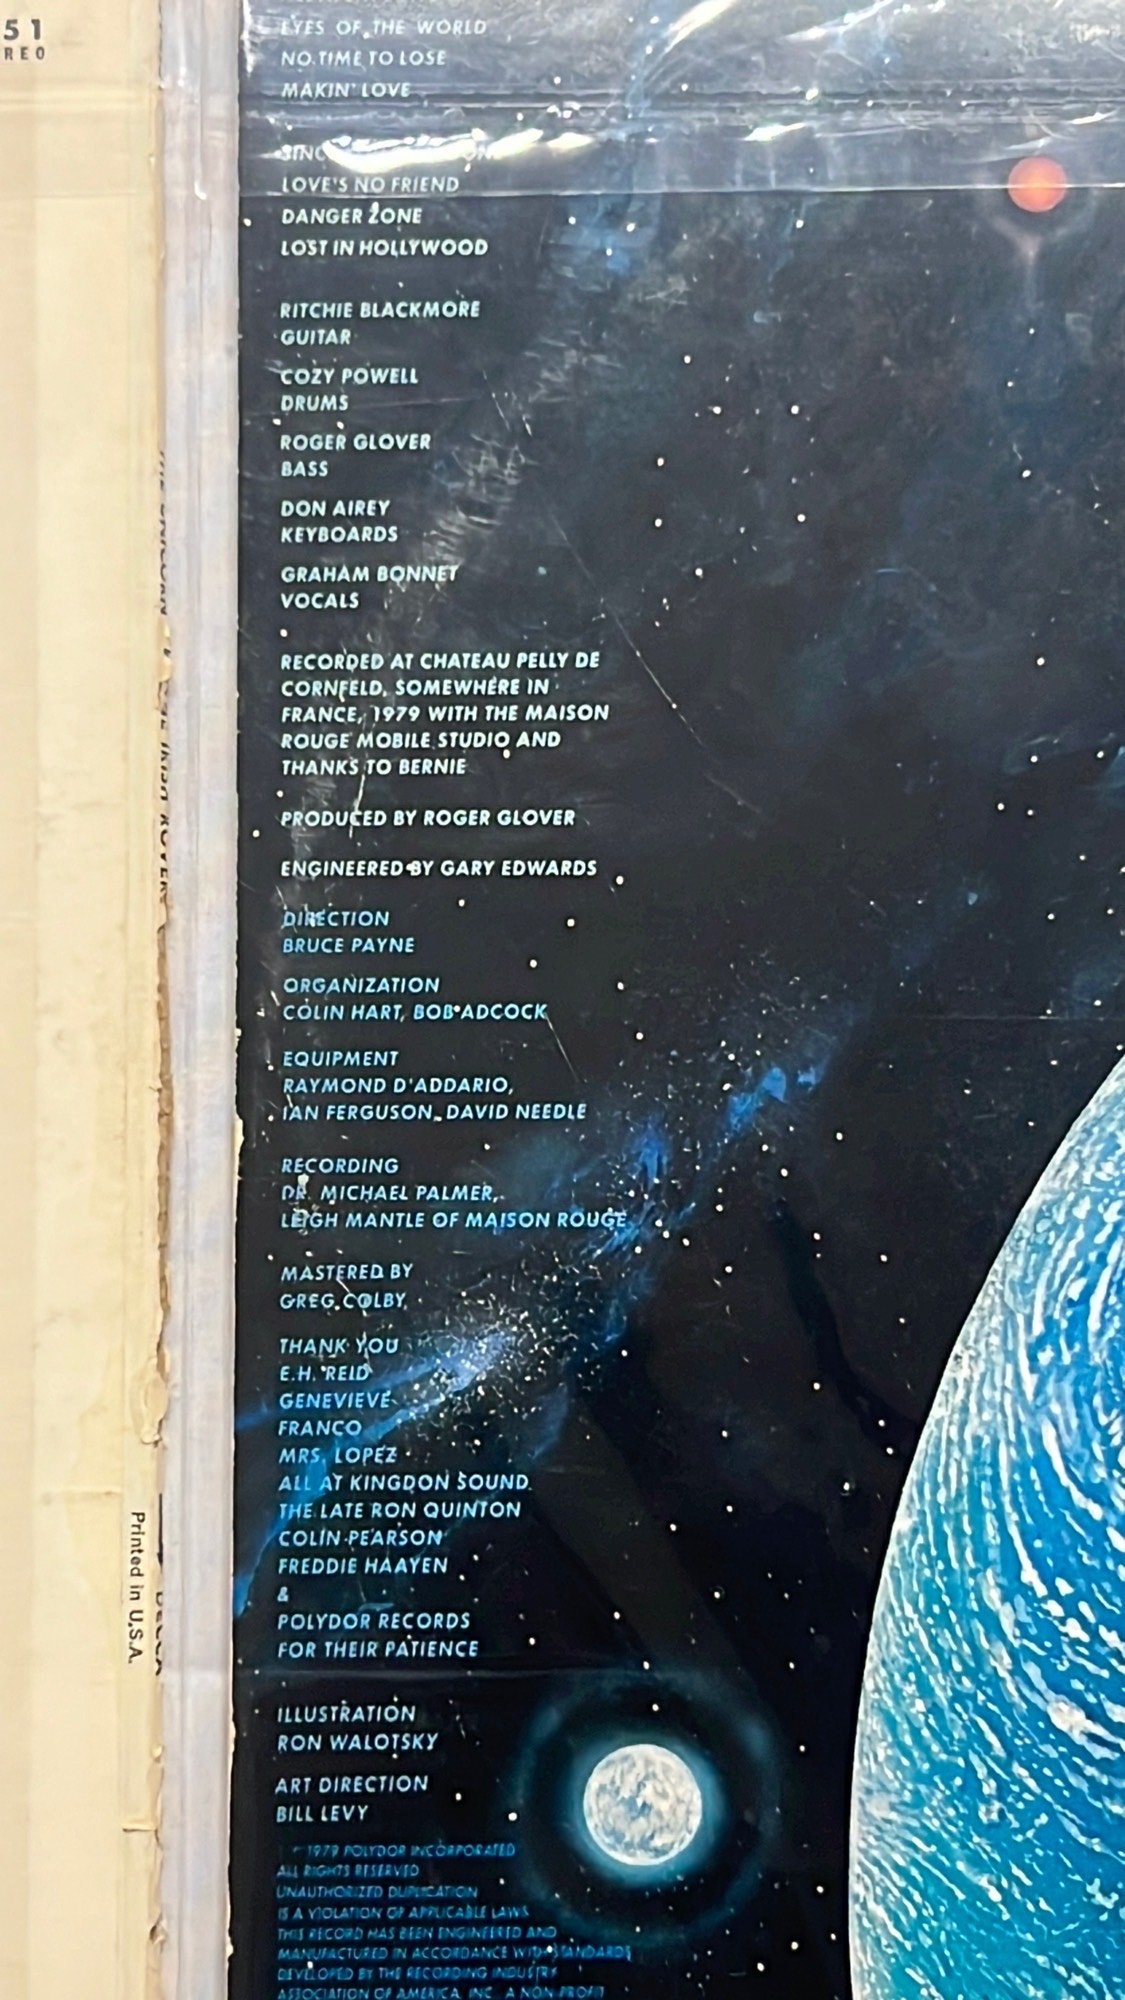 51
REO
EYES OF THE WORLD
NO TIME TO LOSE
MAKIN' LOVE
LOVE'S NO FRIEND
DANGER ZONE
LOST IN HOLLYWOOD
RITCHIE BLACKMORE
GUITAR
COZY POWELL
DRUMS
ROGER GLOVER
BASS
DON AIREY
KEYBOARDS
GRAHAM BONNET
VOCALS
RECORDED AT CHATEAU PELLY DE
CORNFELD, SOMEWHERE IN
FRANCE, 1979 WITH THE MAISON
ROUGE MOBILE STUDIO AND
THANKS TO BERNIE
PRODUCED BY ROGER GLOVER
ENGINEERED BY GARY EDWARDS
DIRECTION
BRUCE PAYNE
ORGANIZATION
COLIN HART, BOB ADCOCK
EQUIPMENT
RAYMOND D'ADDARIO,
IAN FERGUSON, DAVID NEEDLE
RECORDING
DR. MICHAEL PALMER,
LEIGH MANTLE OF MAISON ROUGE
MASTERED BY
GREG COLBY
THANK YOU
E.H. REID
GENEVIEVE
FRANCO
MRS. LOPEZ
ALL AT KINGDON SOUND
THE LATE RON QUINTON
COLIN PEARSON
FREDDIE HAAYEN
&
POLYDOR RECORDS
FOR THEIR PATIENCE
ILLUSTRATION
RON WALOTSKY
ART DIRECTION
BILL LEVY
1979 POLYDOR INCORPORATED
ALL RIGHTS RESERVED
UNAUTHORIZED DUPLICATION
IS A VIOLATION OF APPLICABLE LAWS
THIS RECORD HAS BEEN ENGINEERED AND
MANUFACTURED IN ACCORDANCE WITH STANDARDS
DEVELOPED BY THE RECORDING INDUSTRY
ASSOCIATION OF AMERICA, INC., A NON-PROFIT
Printed in U.S.A.